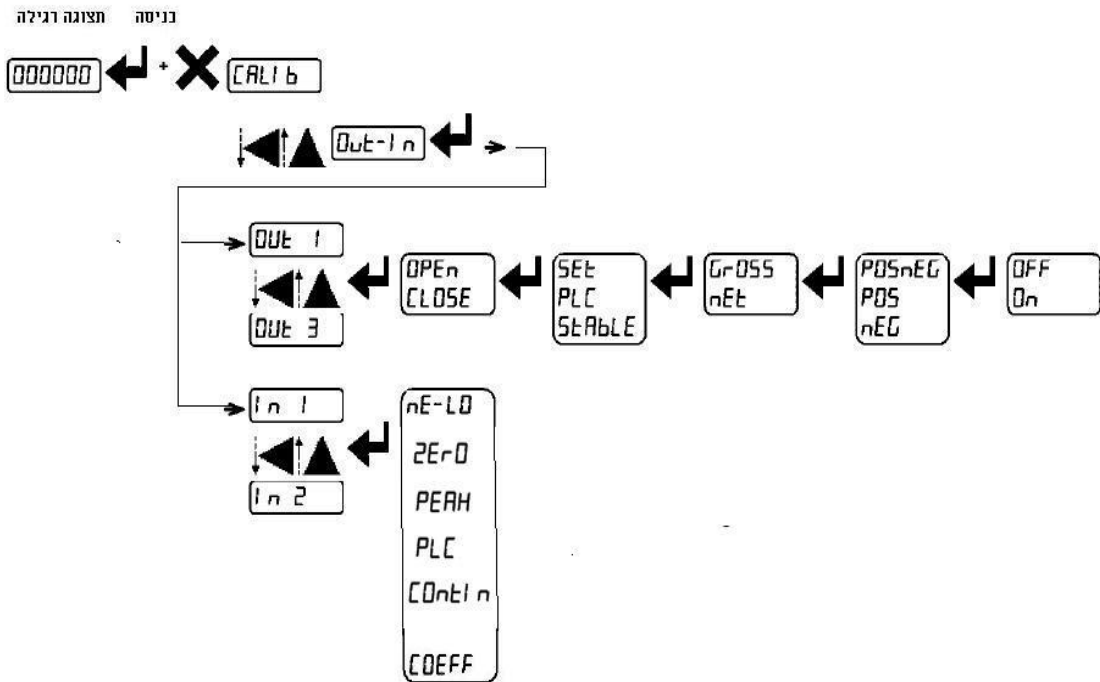 תצוגה רגילה כניסה
000000 + CALIb
Out-In
OUt 1
OUt 3
OPEn
CLOSE
SEt
PLC
StAbLE
GrOSS
nEt
POSnEG
POS
nEG
OFF
On
In 1
In 2
nE-LO
ZErO
PEAH
PLC
COntIn
COEFF